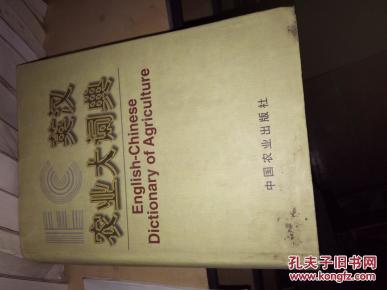 IEC
英汉
农业大词典
English-Chinese
Dictionary of Agriculture
中国农业出版社
孔夫子旧书网